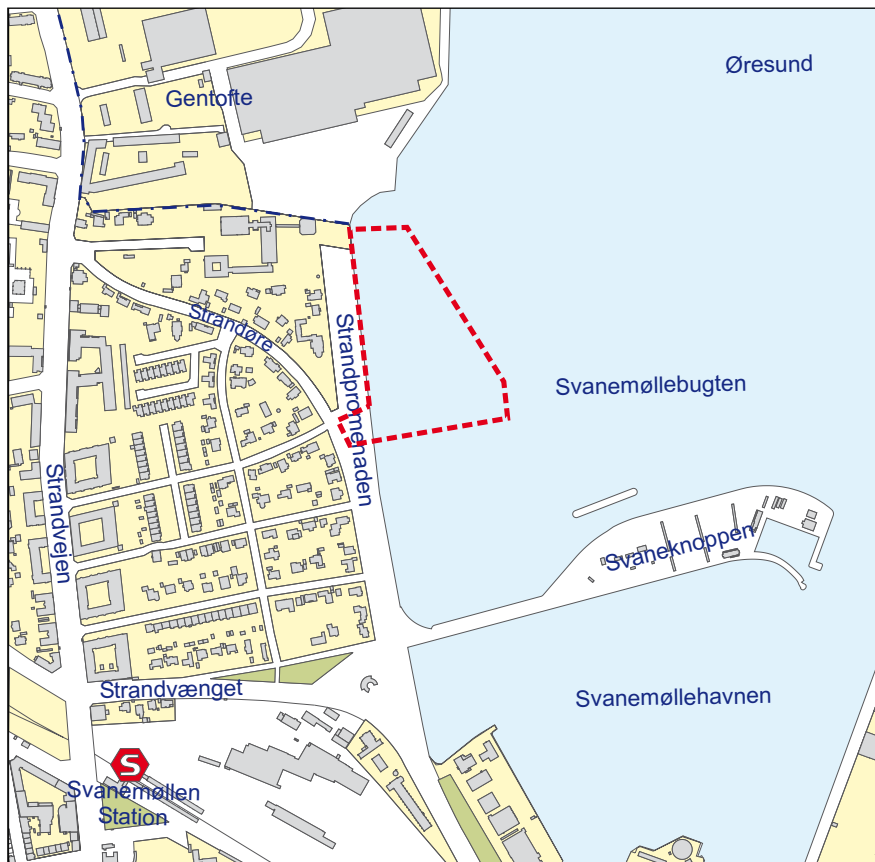 Øresund
Gentofte
Strandøre
Strandpromenaden
Svanemøllebugten
Strandvejen
Svaneknoppen
Strandvænget
Svanemøllehavnen
S
Svanemøllen
Station